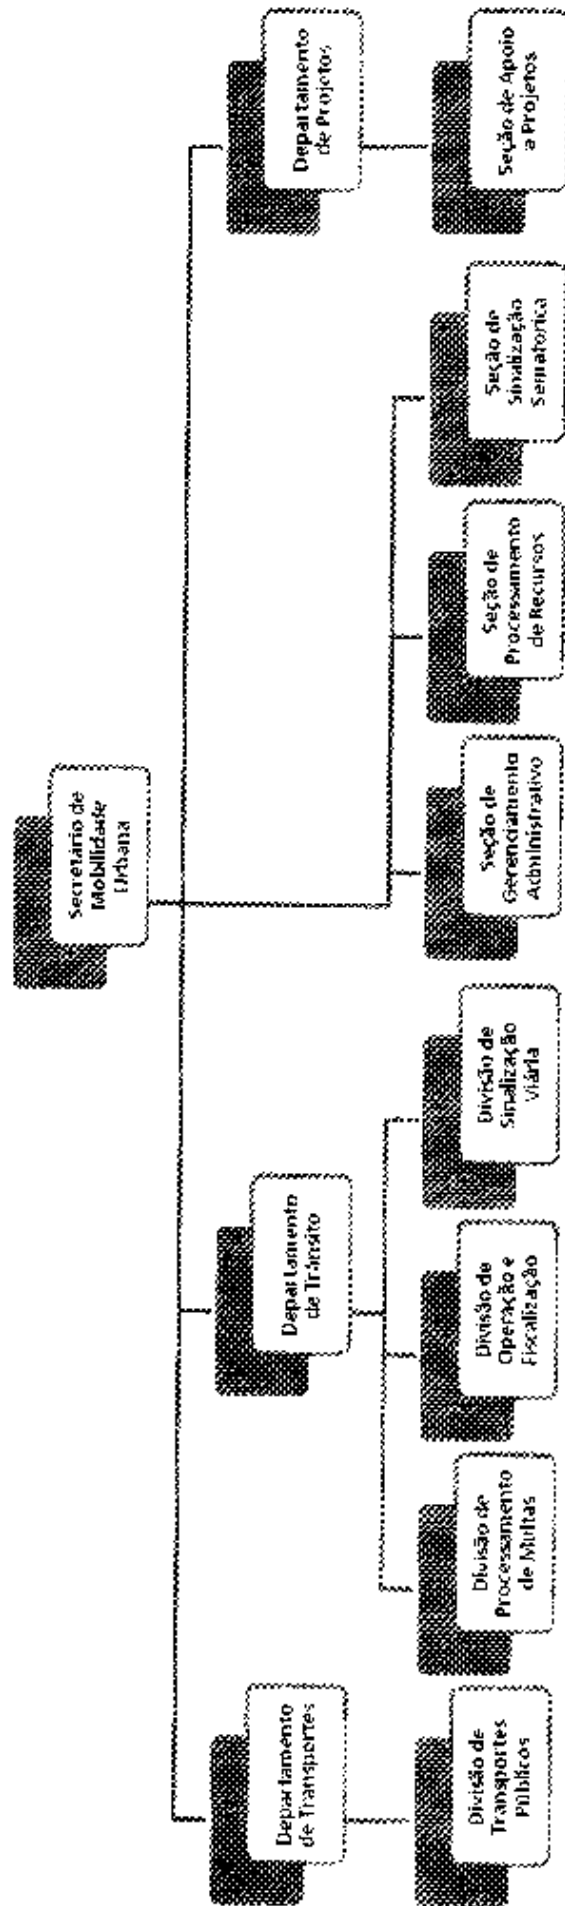 Secretário de
Mobilidade
Urbana
Departamento
de Transportes
Departamento
de Trânsito
Departamento
de Projetos
Divisão de
Transportes
Públicos
Divisão de
Processamento
de Multas
Divisão de
Operação e
Fiscalização
Divisão de
Sinalização
Viária
Seção de
Gerenciamento
Administrativo
Seção de
Processamento
de Recursos
Seção de
Sinalização
Sematorica
Seção de Apoio
a Projetos